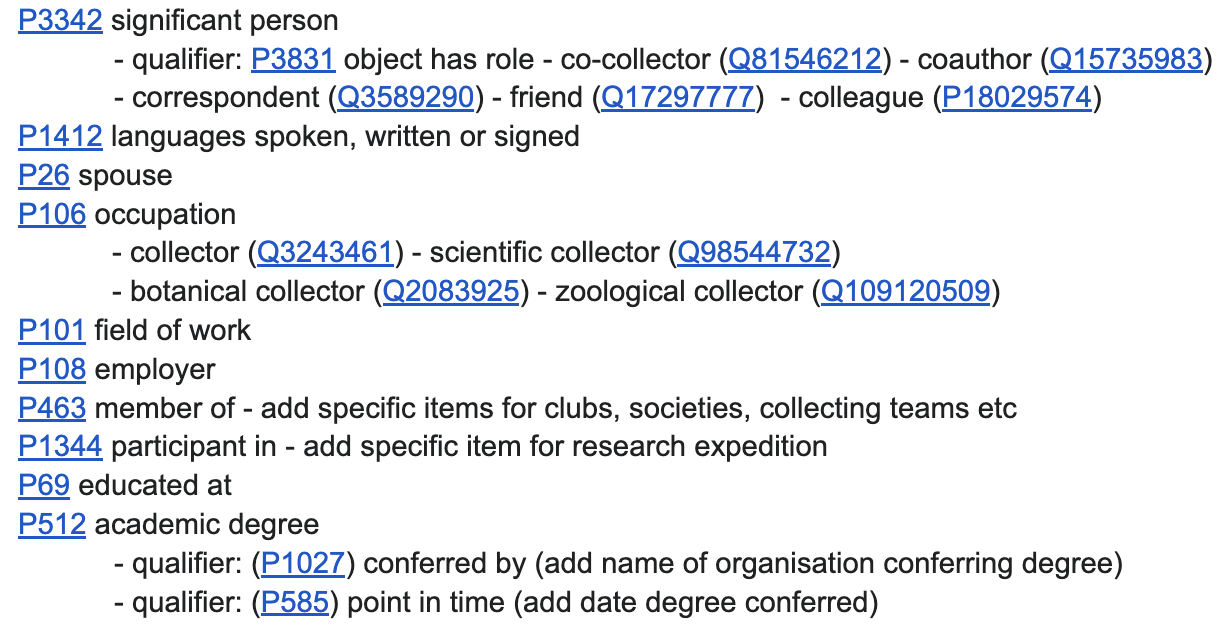 P3342 significant person
- qualifier: P3831 object has role - co-collector (Q81546212) - coauthor (Q15735983)
- correspondent (Q3589290) - friend (Q17297777)  - colleague (P18029574)
P1412 languages spoken, written or signed
P26 spouse
P106 occupation
- collector (Q3243461) - scientific collector (Q98544732)
- botanical collector (Q2083925) - zoological collector (Q109120509)
P101 field of work
P108 employer
P463 member of - add specific items for clubs, societies, collecting teams etc
P1344 participant in - add specific item for research expedition
P69 educated at
P512 academic degree
- qualifier: (P1027) conferred by (add name of organisation conferring degree)
- qualifier: (P585) point in time (add date degree conferred)